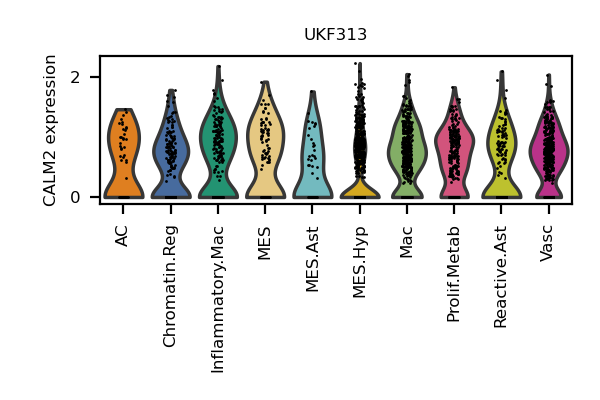 UKF313
CALM2 expression
2
0
AC
Chromatin.Reg
Inflammatory.Mac
MES
MES.Ast
MES.Hyp
Mac
Prolif.Metab
Reactive.Ast
Vasc